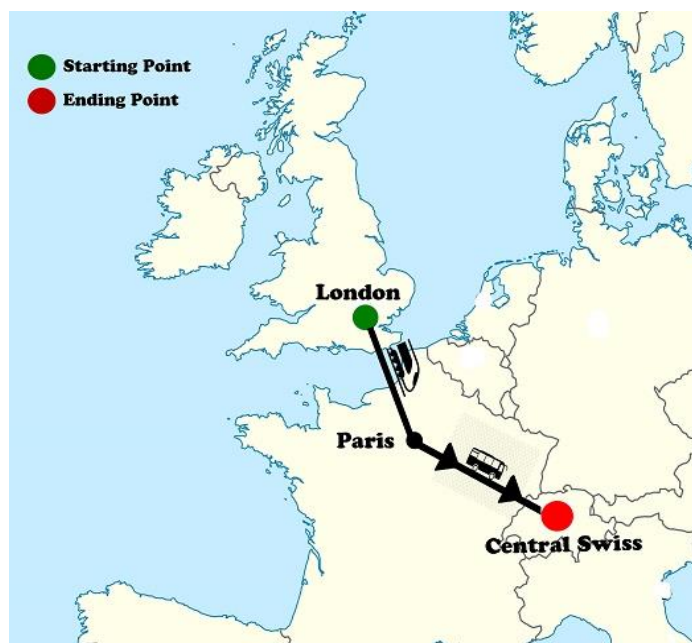 Starting Point
Ending Point
London
Paris
Central Swiss